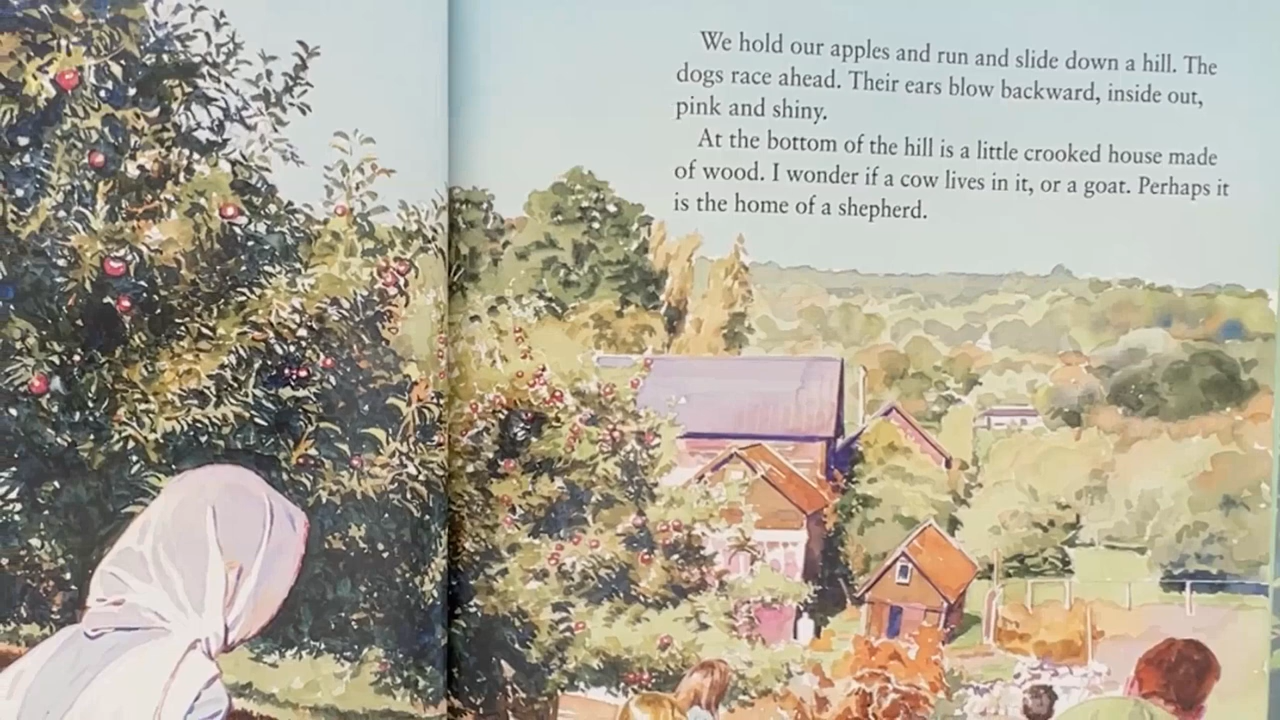 We hold our apples and run and slide down a hill. The
dogs race ahead. Their ears blow backward, inside out,
pink and shiny.
At the bottom of the hill is a little crooked house made
of wood. I wonder if a cow lives in it, or a goat. Perhaps it
is the home of a shepherd.